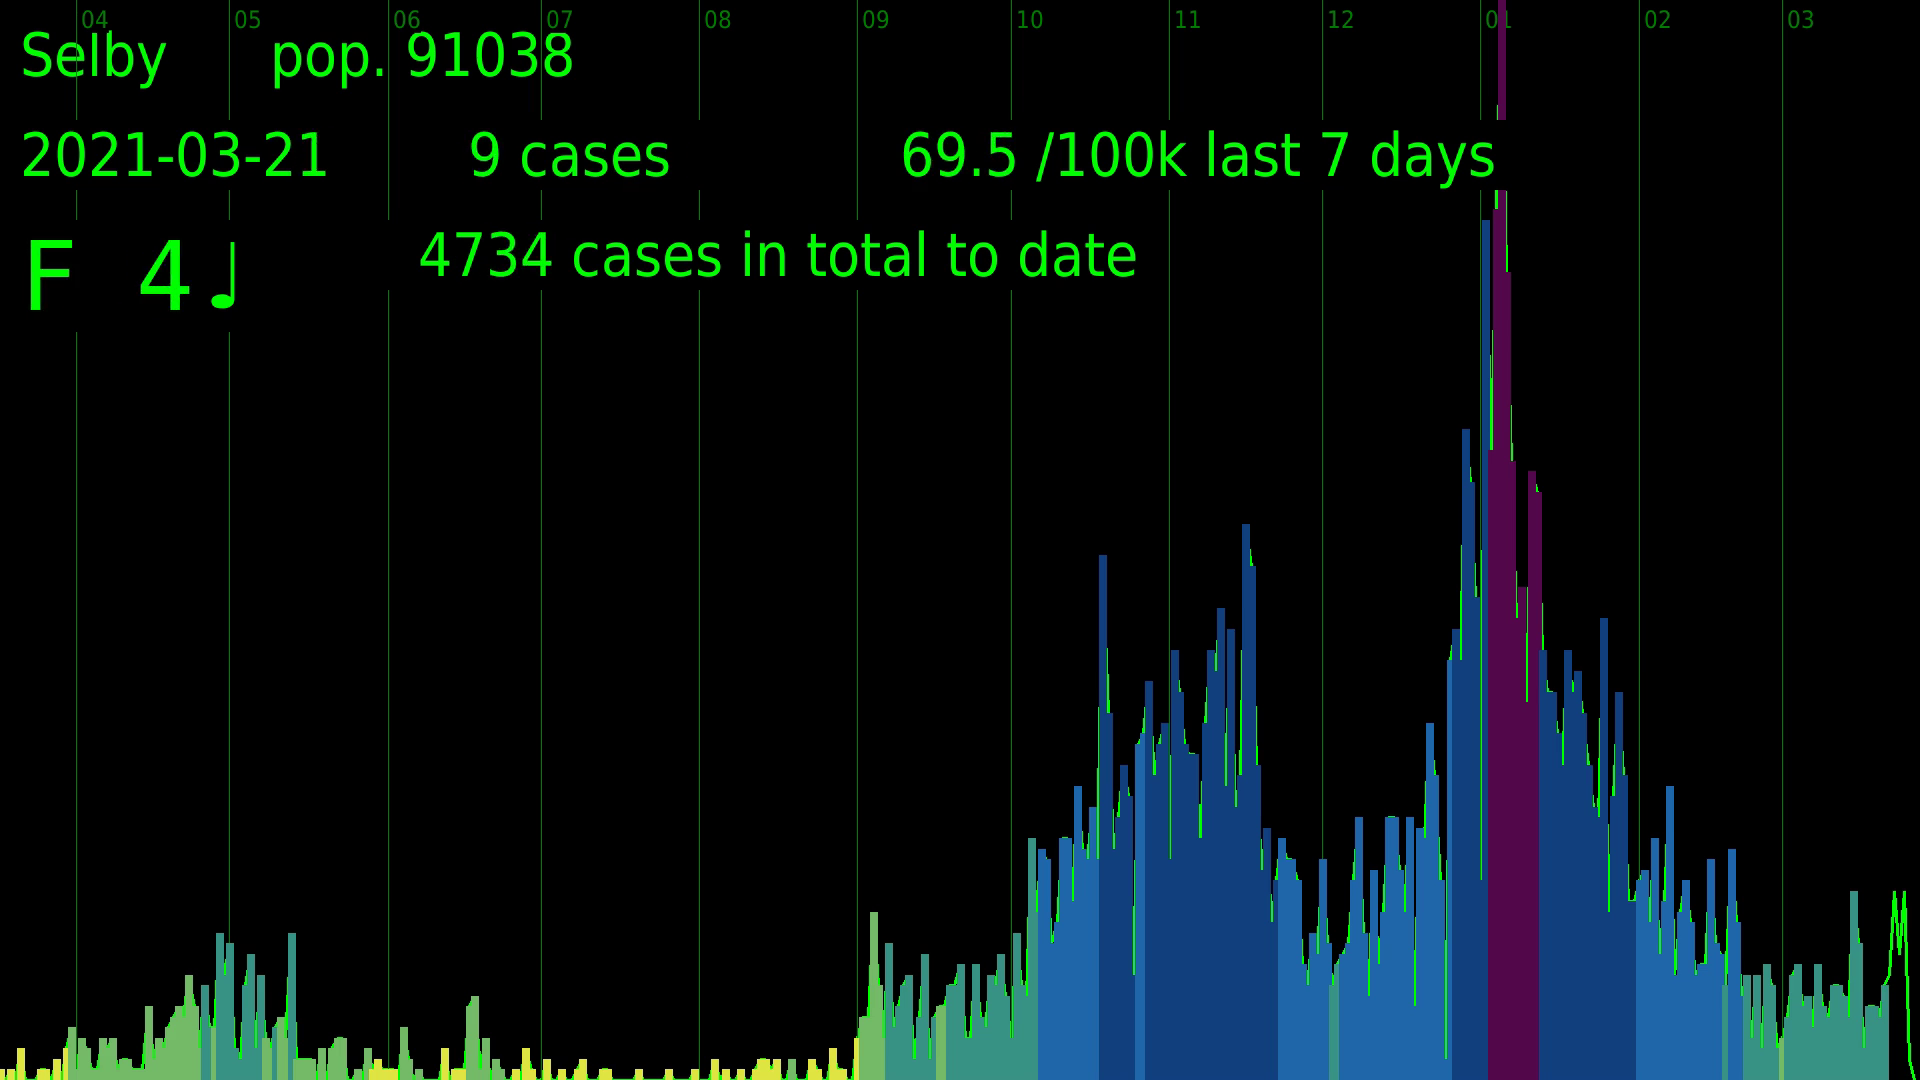 04 05 06 07 08 09 10 11 12 01 02 03
Selby pop. 91038
2021-03-21 9 cases 69.5 /100k last 7 days
F 4♩ 4734 cases in total to date